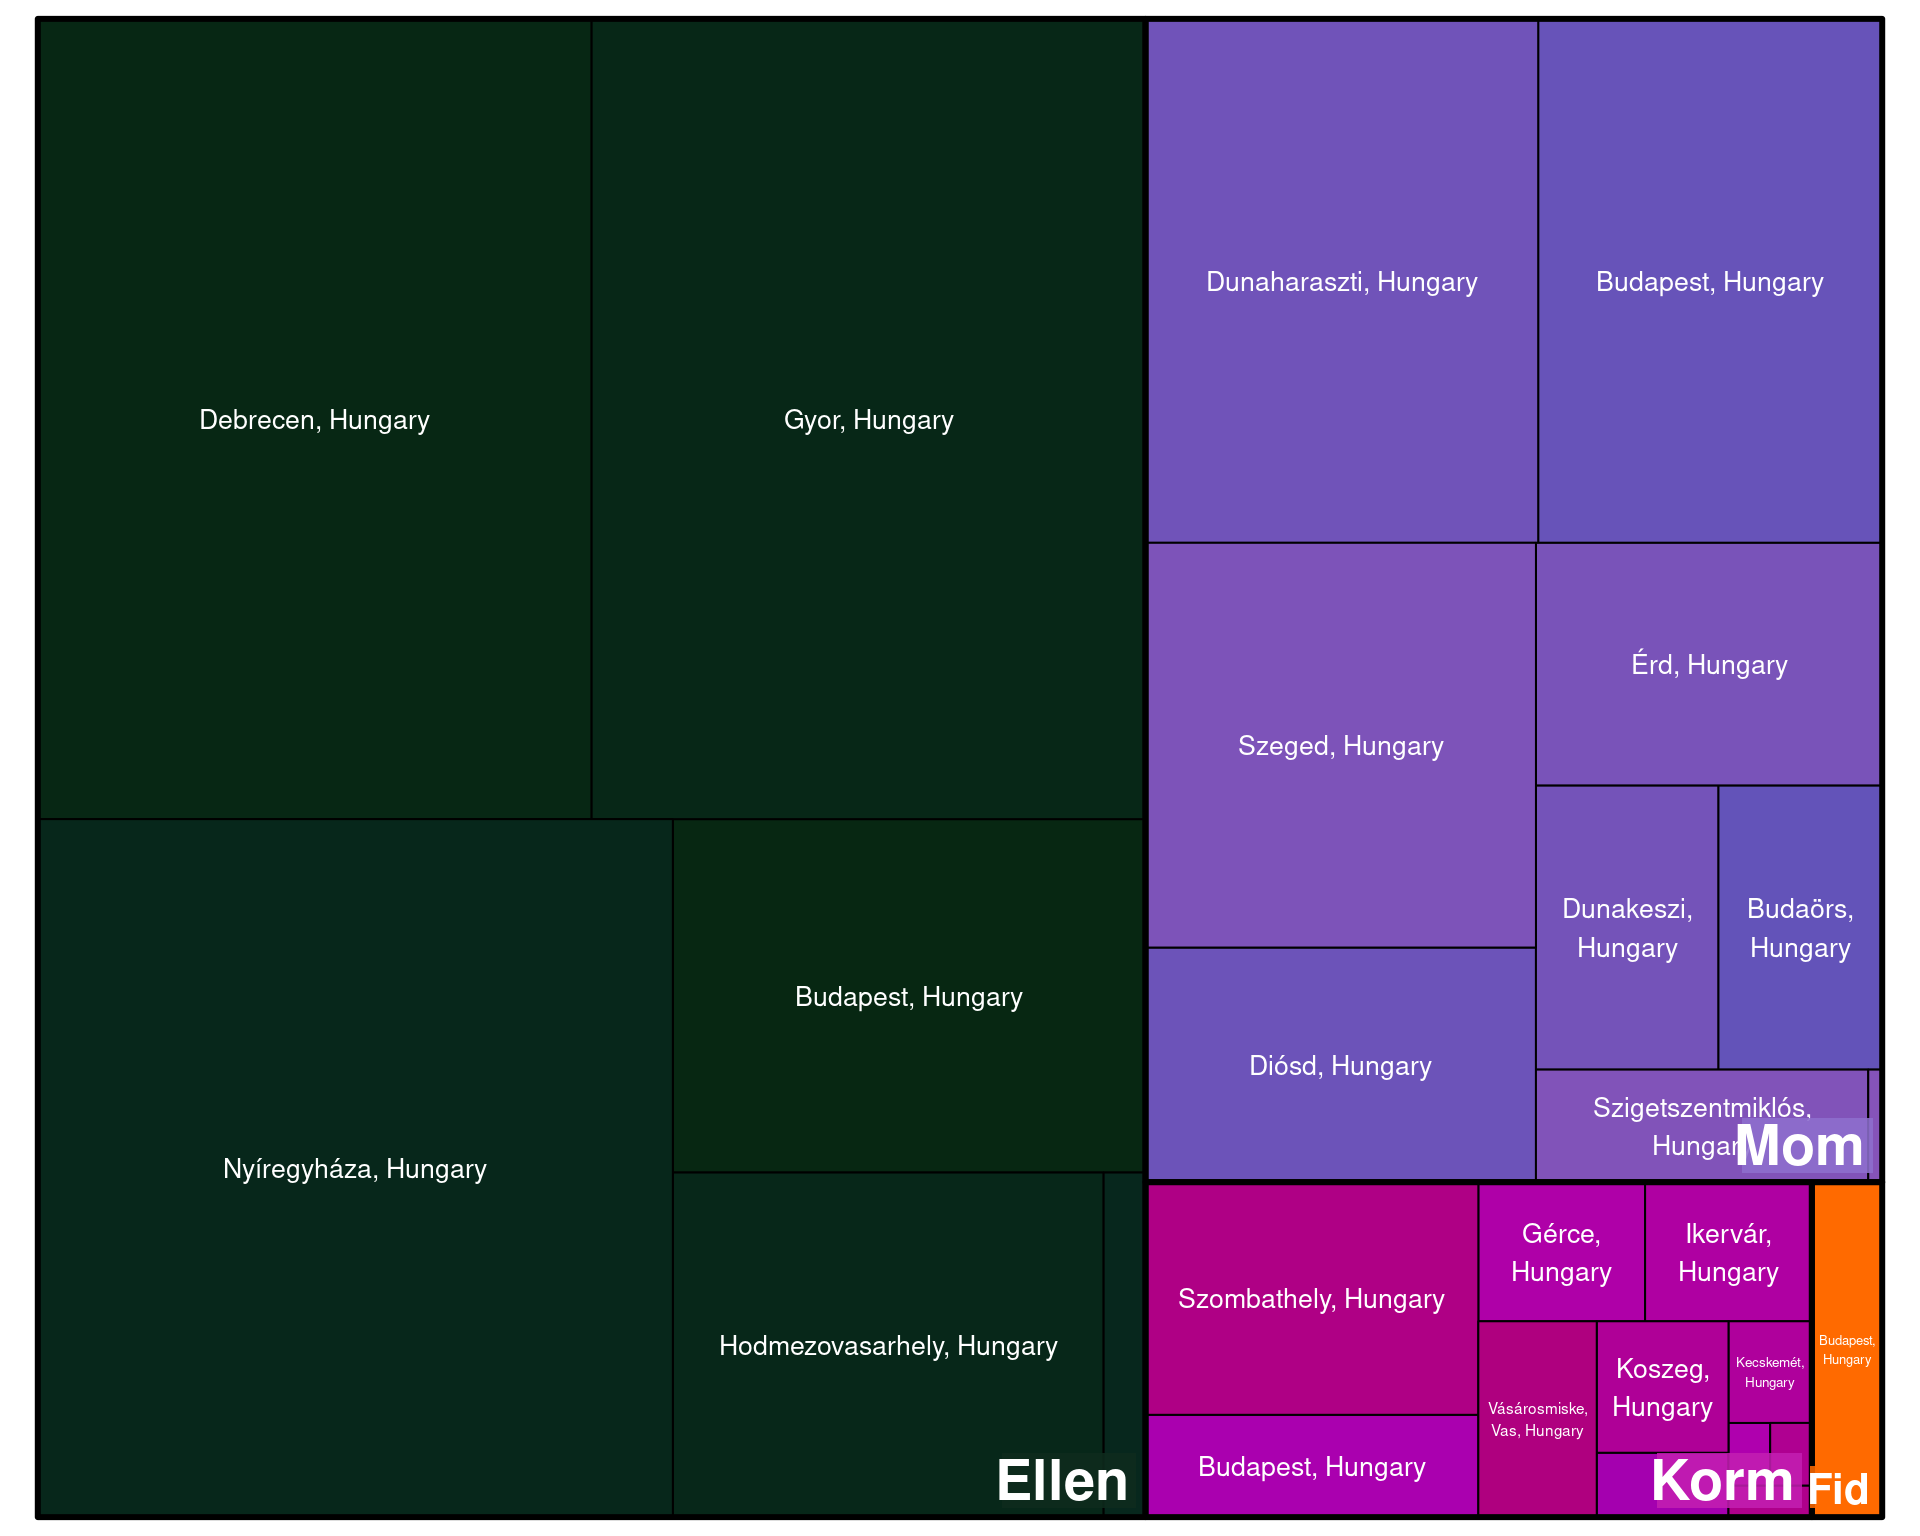 Debrecen, Hungary
Gyor, Hungary
Nyíregyháza, Hungary
Budapest, Hungary
Hodmezovasarhely, Hungary
Ellen
Dunaharaszti, Hungary
Budapest, Hungary
Szeged, Hungary
Érd, Hungary
Dunakeszi,
Hungary
Budaörs,
Hungary
Diósd, Hungary
Szigetszentmiklós,
Hungary
Mom
Szombathely, Hungary
Gérce,
Hungary
Ikervár,
Hungary
Vásárosmiske,
Vas, Hungary
Koszeg,
Hungary
Kecskemét,
Hungary
Budapest, Hungary
Korm
Budapest,
Hungary
Fid